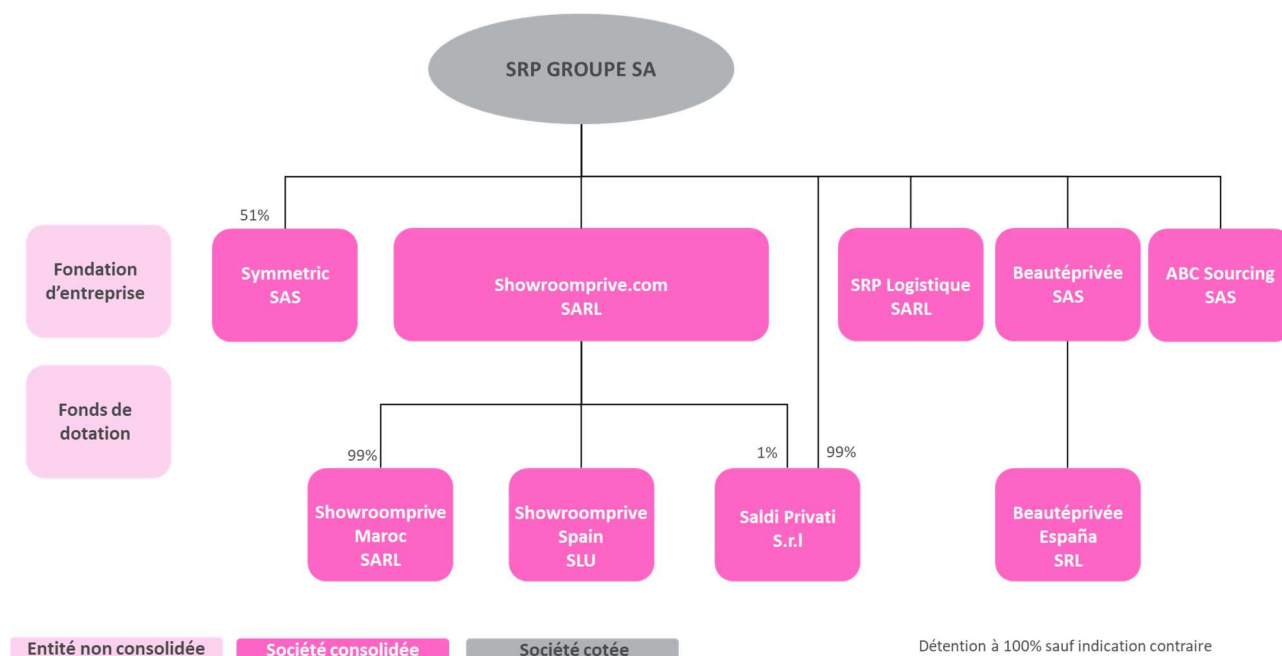 SRP GROUPE SA
51%
Fondation
d'entreprise
Symmetric
SAS
Showroomprive.com
SARL
SRP Logistique
SARL
Beautéprivée
SAS
ABC Sourcing
SAS
Fonds de
dotation
99%
1%
99%
Showroomprive
Maroc
SARL
Showroomprive
Spain
SLU
Saldi Privati
S.r.l
Beautéprivée
España
SRL
Entité non consolidée
Société consolidée
Société cotée
Détention à 100% sauf indication contraire